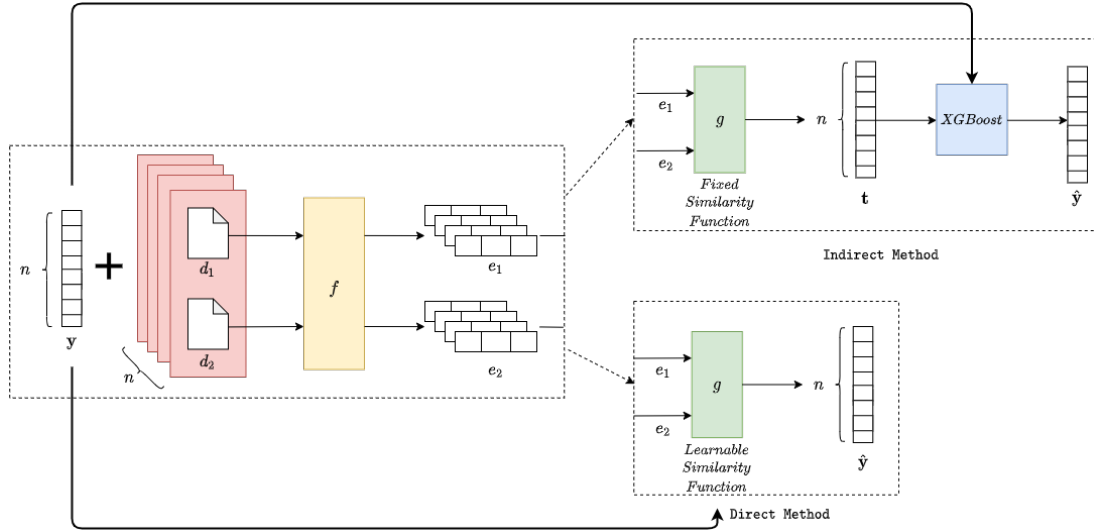 n
y
n
d₁
d₂
f
e₁
e₂
e₁
e₂
g
Fixed
Similarity
Function
n
t
XGBoost
ŷ
Indirect Method
e₁
e₂
g
Learnable
Similarity
Function
n
ŷ
Direct Method